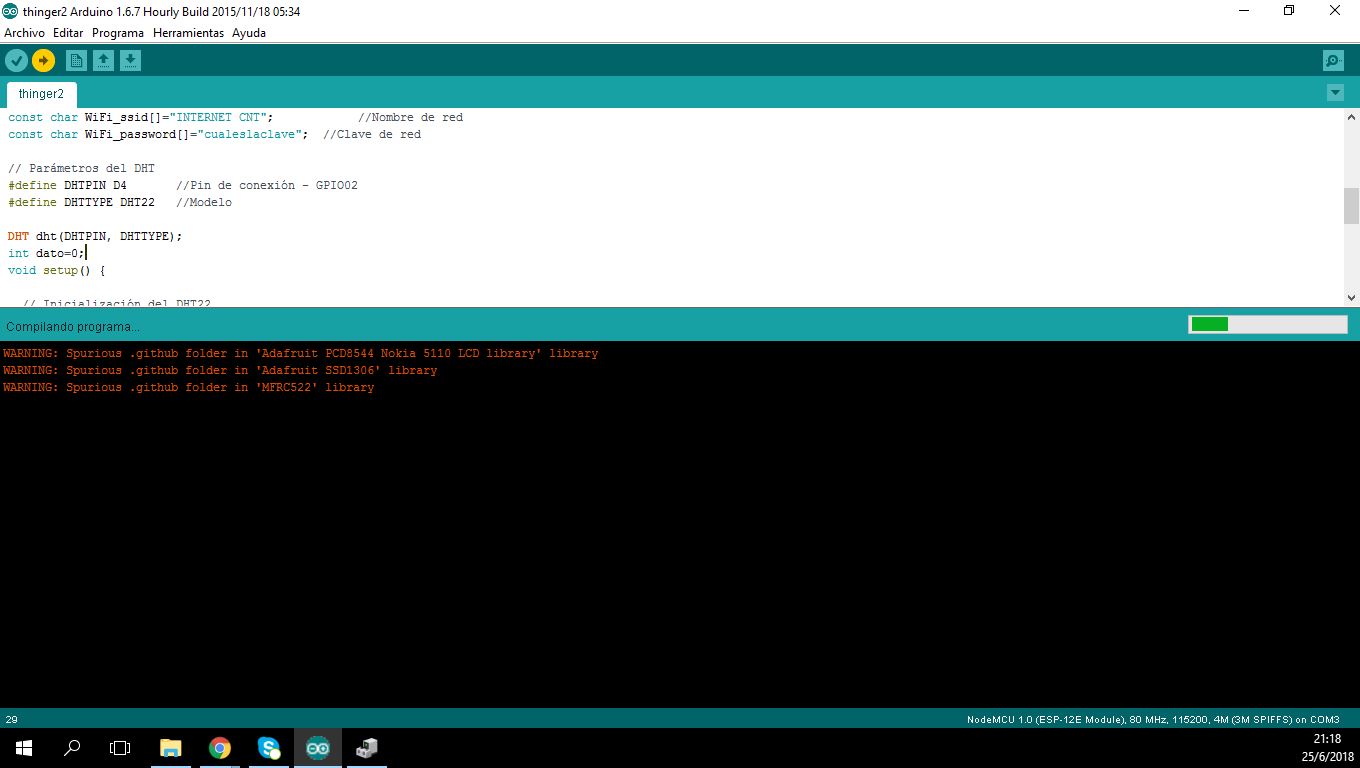 thinger2 Arduino 1.6.7 Hourly Build 2015/11/18 05:34
Archivo Editar Programa Herramientas Ayuda
thinger2
const char WiFi_ssid[]="INTERNET CNT"; //Nombre de red
const char WiFi_password[]="cualeslaclave"; //Clave de red
// Parámetros del DHT
#define DHTPIN D4 //Pin de conexión - GPIO02
#define DHTTYPE DHT22 //Modelo
DHT dht(DHTPIN, DHTTYPE);
int dato=0;
void setup() {
// Inicialización del DHT22
Compilando programa...
WARNING: Spurious .github folder in 'Adafruit PCD8544 Nokia 5110 LCD library' library
WARNING: Spurious .github folder in 'Adafruit SSD1306' library
WARNING: Spurious .github folder in 'MFRC522' library
29 NodeMCU 1.0 (ESP-12E Module), 80 MHz, 115200, 4M (3M SPIFFS) on COM3
21:18
25/6/2018